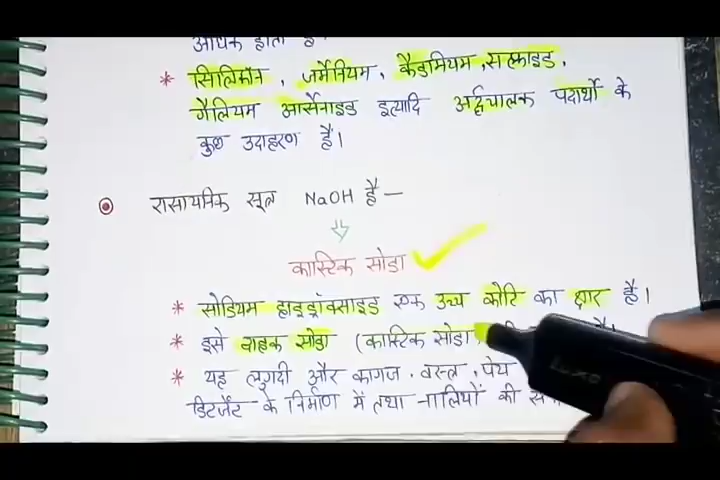 अधिक होता है।
* सिलिकॉन, जर्मेनियम, कैडमियम, सल्फाइड,
गैलियम आर्सेनाइड इत्यादि अर्द्धचालक पदार्थो के
कुछ उदाहरण हैं।
रासायनिक सूत्र NaOH है —
कास्टिक सोडा
* सोडियम हाइड्रॉक्साइड एक उच्च कोटि का क्षार है।
* इसे दाहक सोडा (कास्टिक सोडा)
* यह लुगदी और कागज, वस्त्र, पेय
डिटर्जेंट के निर्माण में तथा नालियों की
Luxor